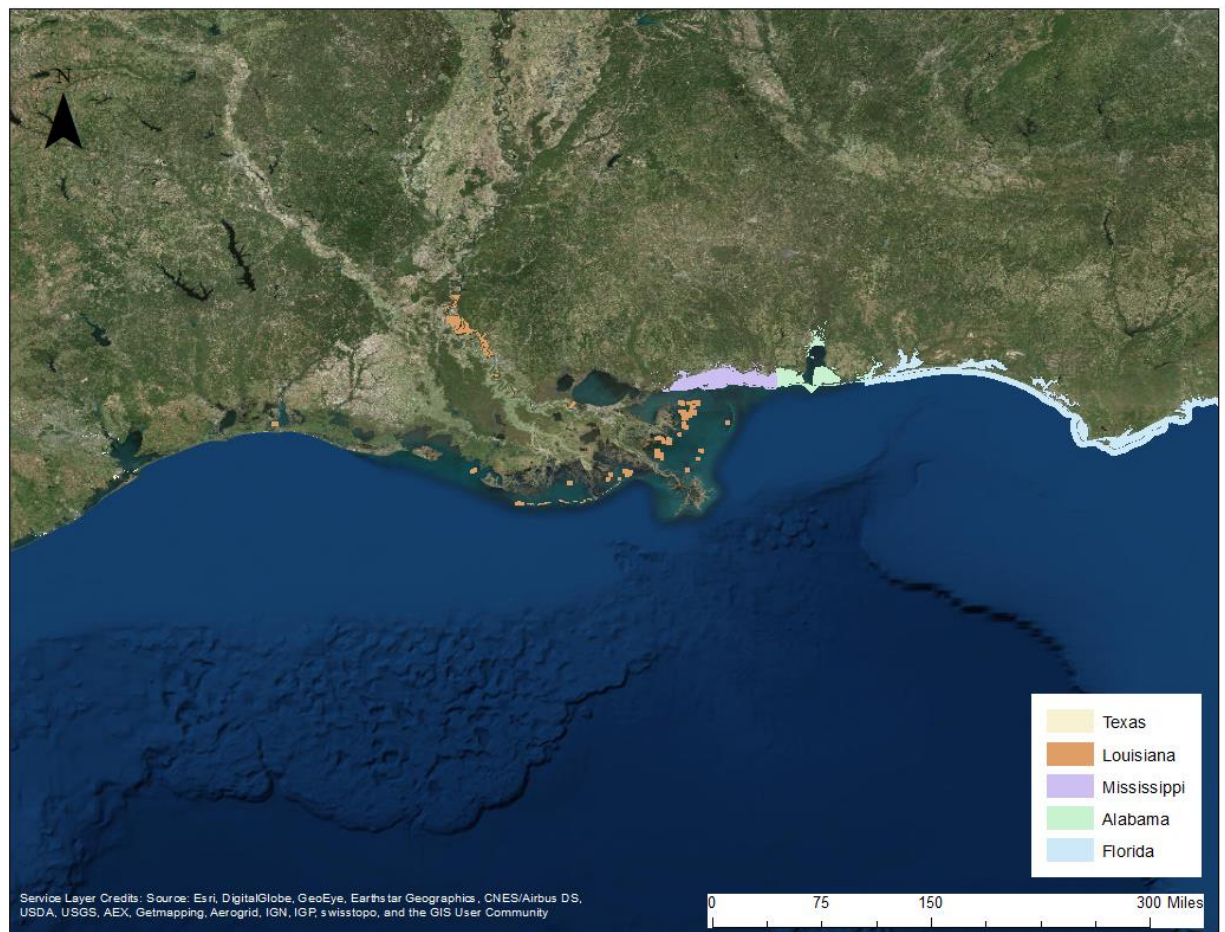 N
Texas
Louisiana
Mississippi
Alabama
Florida
Service Layer Credits: Source: Esri, DigitalGlobe, GeoEye, Earthstar Geographics, CNES/Airbus DS,
USDA, USGS, AEX, Getmapping, Aerogrid, IGN, IGP, swisstopo, and the GIS User Community
0 75 150 300 Miles